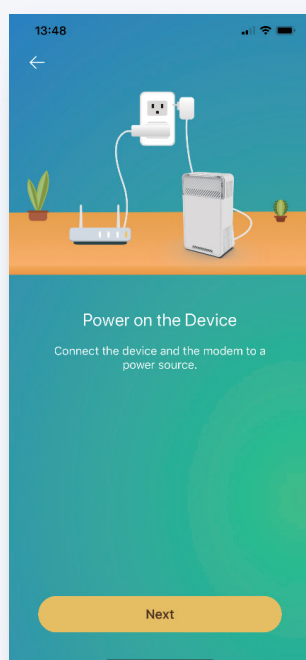 13:48
Power on the Device
Connect the device and the modem to a
power source.
Next